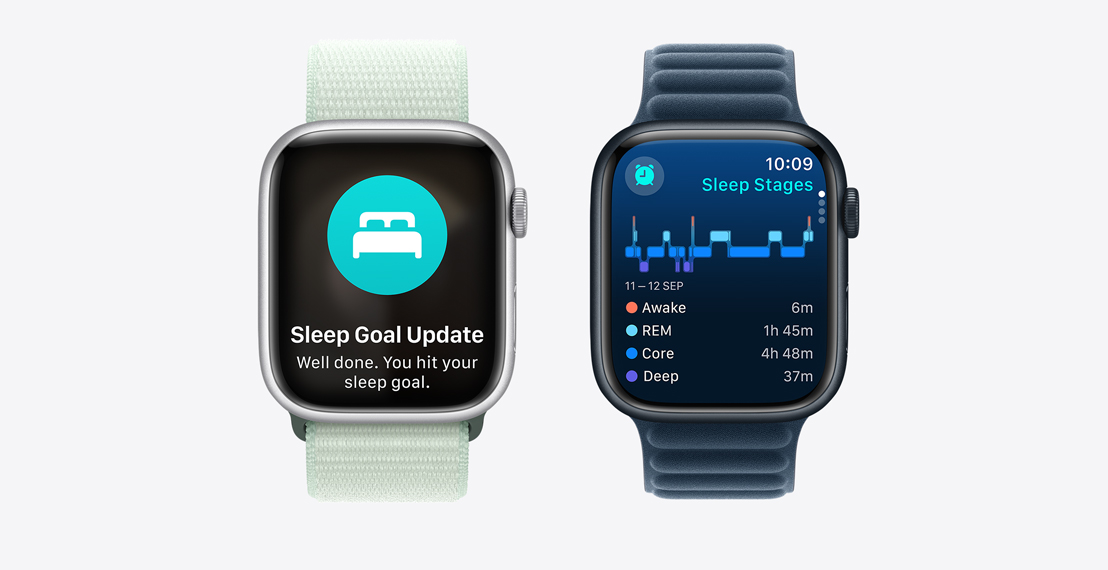 Sleep Goal Update
Well done. You hit your
sleep goal.
10:09
Sleep Stages
11 – 12 SEP
Awake 6m
REM 1h 45m
Core 4h 48m
Deep 37m